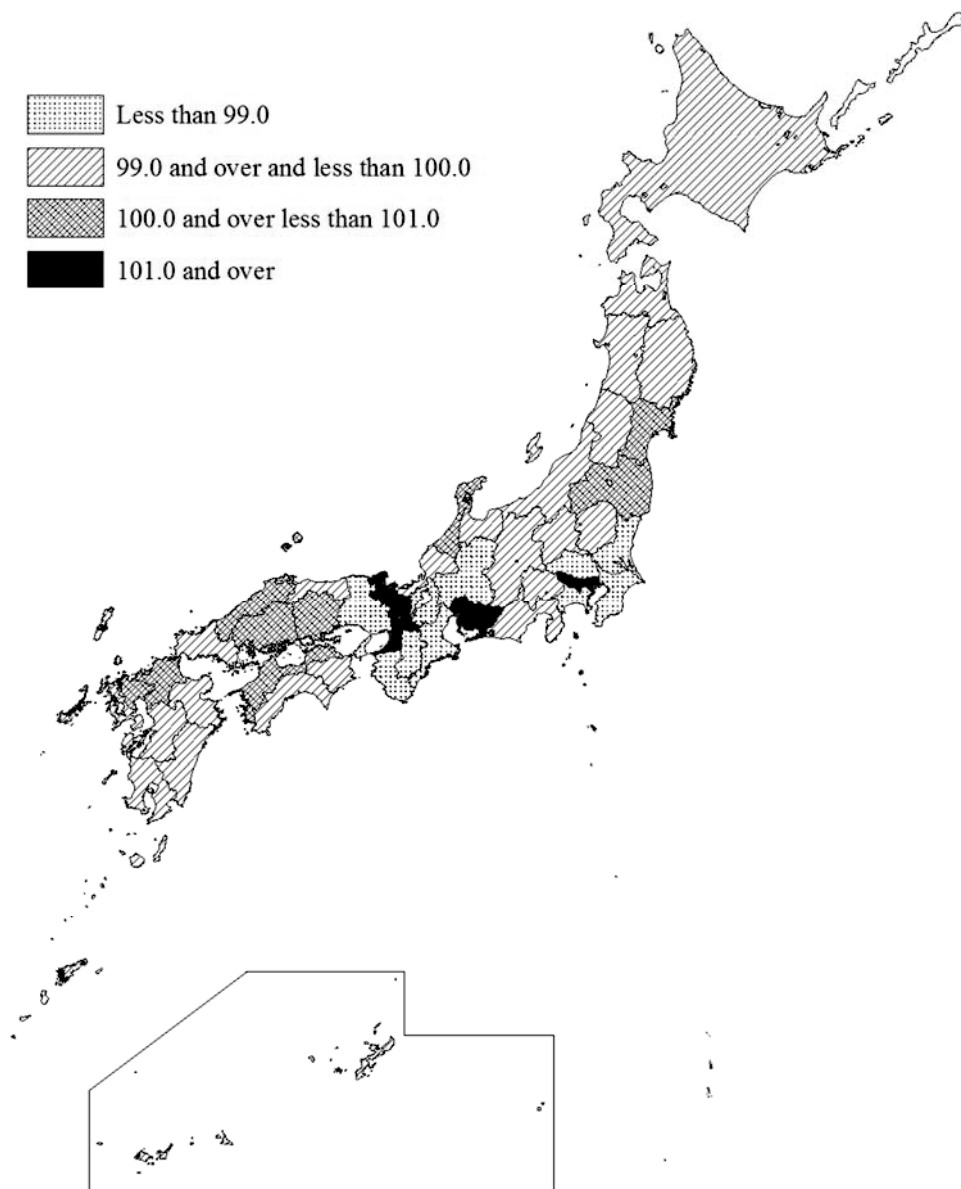 Less than 99.0
99.0 and over and less than 100.0
100.0 and over less than 101.0
101.0 and over